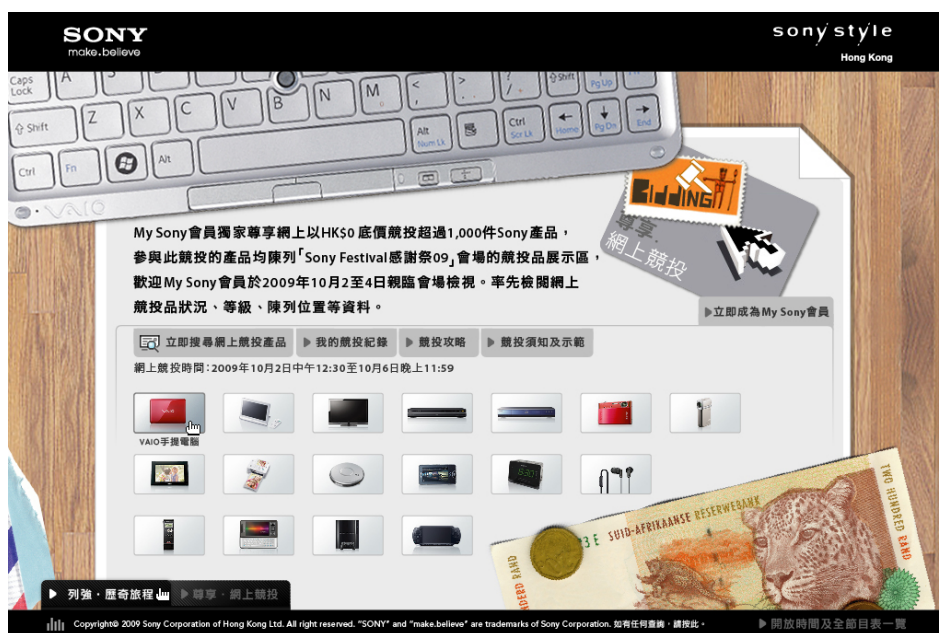 SONY
make.believe
sony style
Hong Kong
Caps Lock
A
Shift
Z
X
C
V
B
N
M
<
,
>
.
?
/
Shift
PgUp
Ctrl
Fn
Alt
Alt
Num Lk
Ctrl
Scr Lk
Home
Pg Dn
End
VAIO
BIDDING
尊享.
網上競投
My Sony會員獨家尊享網上以HK$0 底價競投超過1,000件Sony產品，
參與此競投的產品均陳列「Sony Festival感謝祭09」會場的競投品展示區，
歡迎My Sony會員於2009年10月2至4日親臨會場檢視。率先檢閱網上
競投品狀況、等級、陳列位置等資料。
立即成為My Sony會員
立即搜尋網上競投產品
我的競投紀錄
競投攻略
競投須知及示範
網上競投時間：2009年10月2日中午12:30至10月6日晚上11:59
VAIO
VAIO手提電腦
SUID-AFRIKAANSE RESERWEBANK
TWO HUNDRED RAND
列強．歷奇旅程
尊享．網上競投
Copyright© 2009 Sony Corporation of Hong Kong Ltd. All right reserved. "SONY" and "make.believe" are trademarks of Sony Corporation. 如有任何查詢，請按此。
開放時間及全節目表一覽